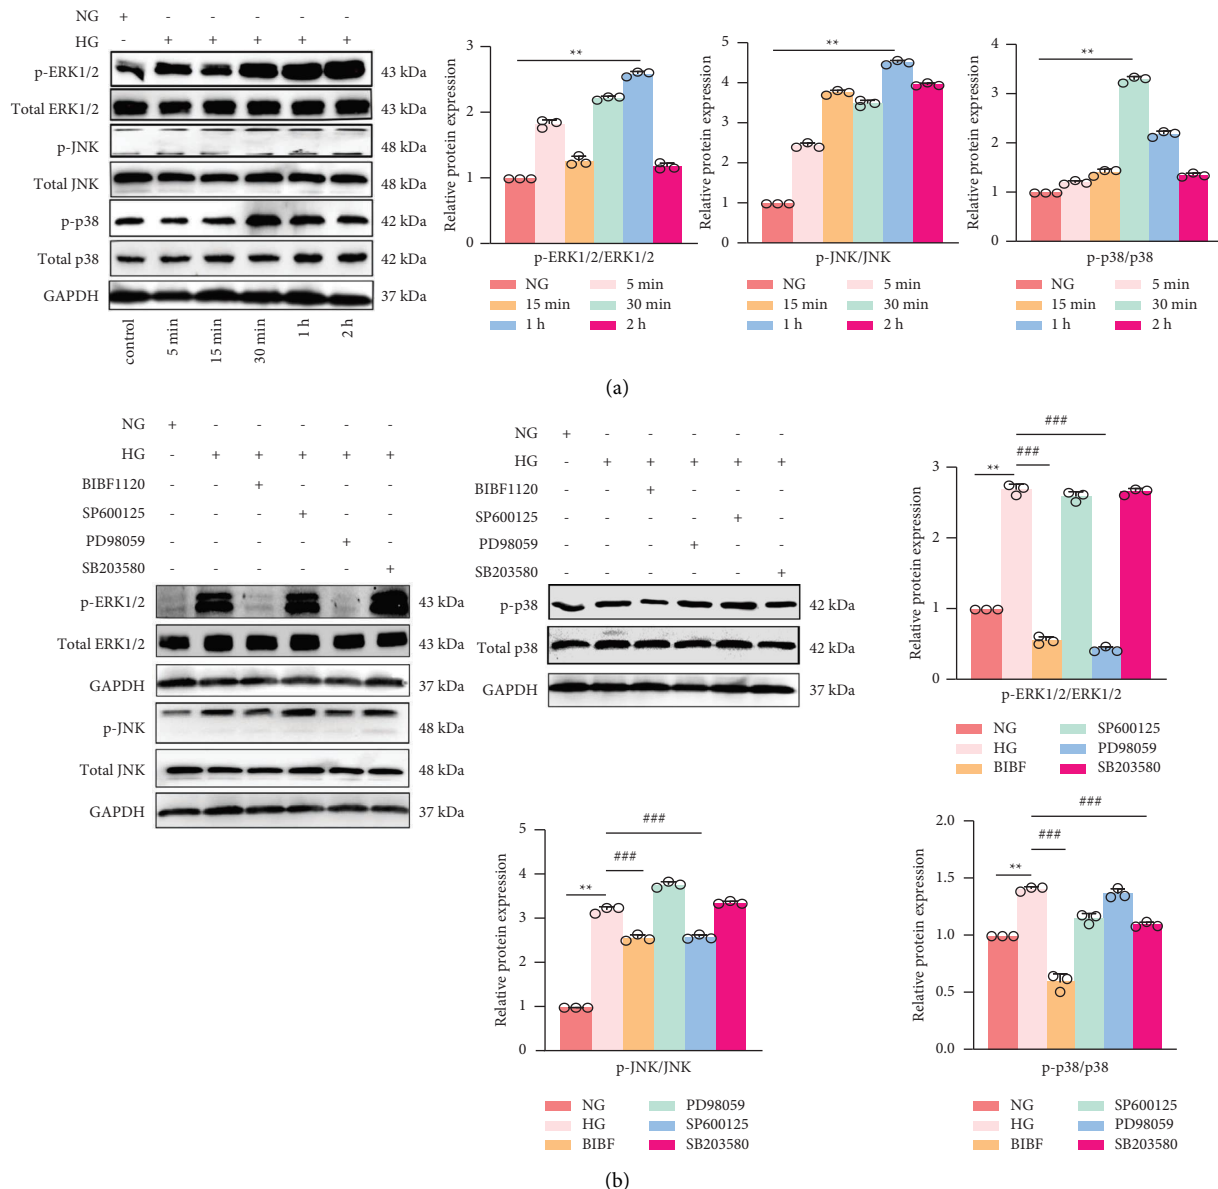 NG + - - - - -
HG - + + + + +
p-ERK1/2 43 kDa
Total ERK1/2 43 kDa
p-JNK 48 kDa
Total JNK 48 kDa
p-p38 42 kDa
Total p38 42 kDa
GAPDH 37 kDa
control 5 min 15 min 30 min 1 h 2 h
Relative protein expression
3
2
1
0
**
p-ERK1/2/ERK1/2
NG 5 min
15 min 30 min
1 h 2 h
Relative protein expression
5
4
3
2
1
0
**
p-JNK/JNK
NG 5 min
15 min 30 min
1 h 2 h
Relative protein expression
4
3
2
1
0
**
p-p38/p38
NG 5 min
15 min 30 min
1 h 2 h
(a)
NG + - - - - -
HG - + + + + +
BIBF1120 - - + - - -
SP600125 - - - + - -
PD98059 - - - - + -
SB203580 - - - - - +
p-ERK1/2 43 kDa
Total ERK1/2 43 kDa
GAPDH 37 kDa
p-JNK 48 kDa
Total JNK 48 kDa
GAPDH 37 kDa
NG + - - - - -
HG - + + + + +
BIBF1120 - - + - - -
SP600125 - - - - + -
PD98059 - - - + - -
SB203580 - - - - - +
p-p38 42 kDa
Total p38 42 kDa
GAPDH 37 kDa
Relative protein expression
3
2
1
0
**
###
###
p-ERK1/2/ERK1/2
NG SP600125
HG PD98059
BIBF SB203580
Relative protein expression
5
4
3
2
1
0
**
###
###
p-JNK/JNK
NG PD98059
HG SP600125
BIBF SB203580
Relative protein expression
2.0
1.5
1.0
0.5
0.0
**
###
###
p-p38/p38
NG SP600125
HG PD98059
BIBF SB203580
(b)